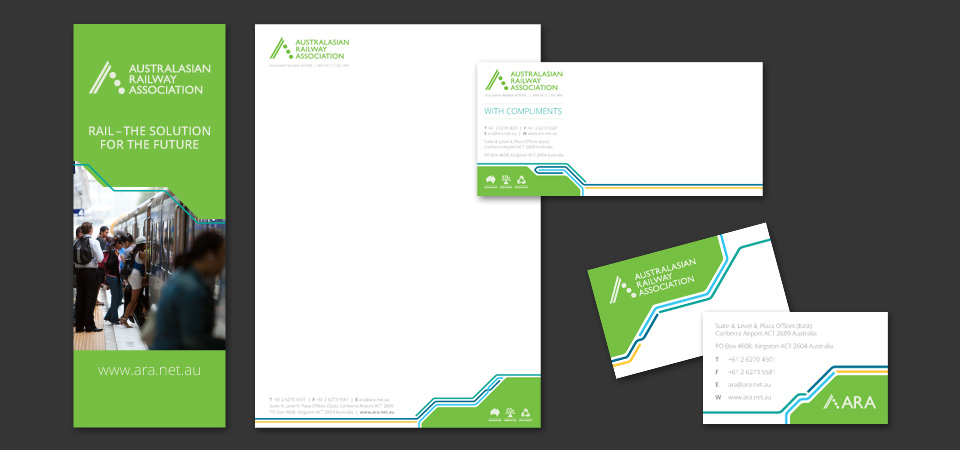 AUSTRALASIAN
RAILWAY
ASSOCIATION
RAIL – THE SOLUTION
FOR THE FUTURE
www.ara.net.au
AUSTRALASIAN
RAILWAY
ASSOCIATION
T +61 2 6270 4501 | F +61 2 6273 5581 | E ara@ara.net.au
Suite 4, Level 4, Plaza Offices (East), Canberra Airport ACT 2609
PO Box 4608, Kingston ACT 2604 Australia | www.ara.net.au
AUSTRALASIAN
RAILWAY
ASSOCIATION
WITH COMPLIMENTS
T +61 2 6270 4501 | F +61 2 6273 5581
E ara@ara.net.au | W www.ara.net.au
Suite 4, Level 4, Plaza Offices (East)
Canberra Airport ACT 2609 Australia
PO Box 4608, Kingston ACT 2604 Australia
AUSTRALASIAN
RAILWAY
ASSOCIATION
Suite 4, Level 4, Plaza Offices (East)
Canberra Airport ACT 2609 Australia
PO Box 4608, Kingston ACT 2604 Australia
T +61 2 6270 4501
F +61 2 6273 5581
E ara@ara.net.au
W www.ara.net.au
ARA